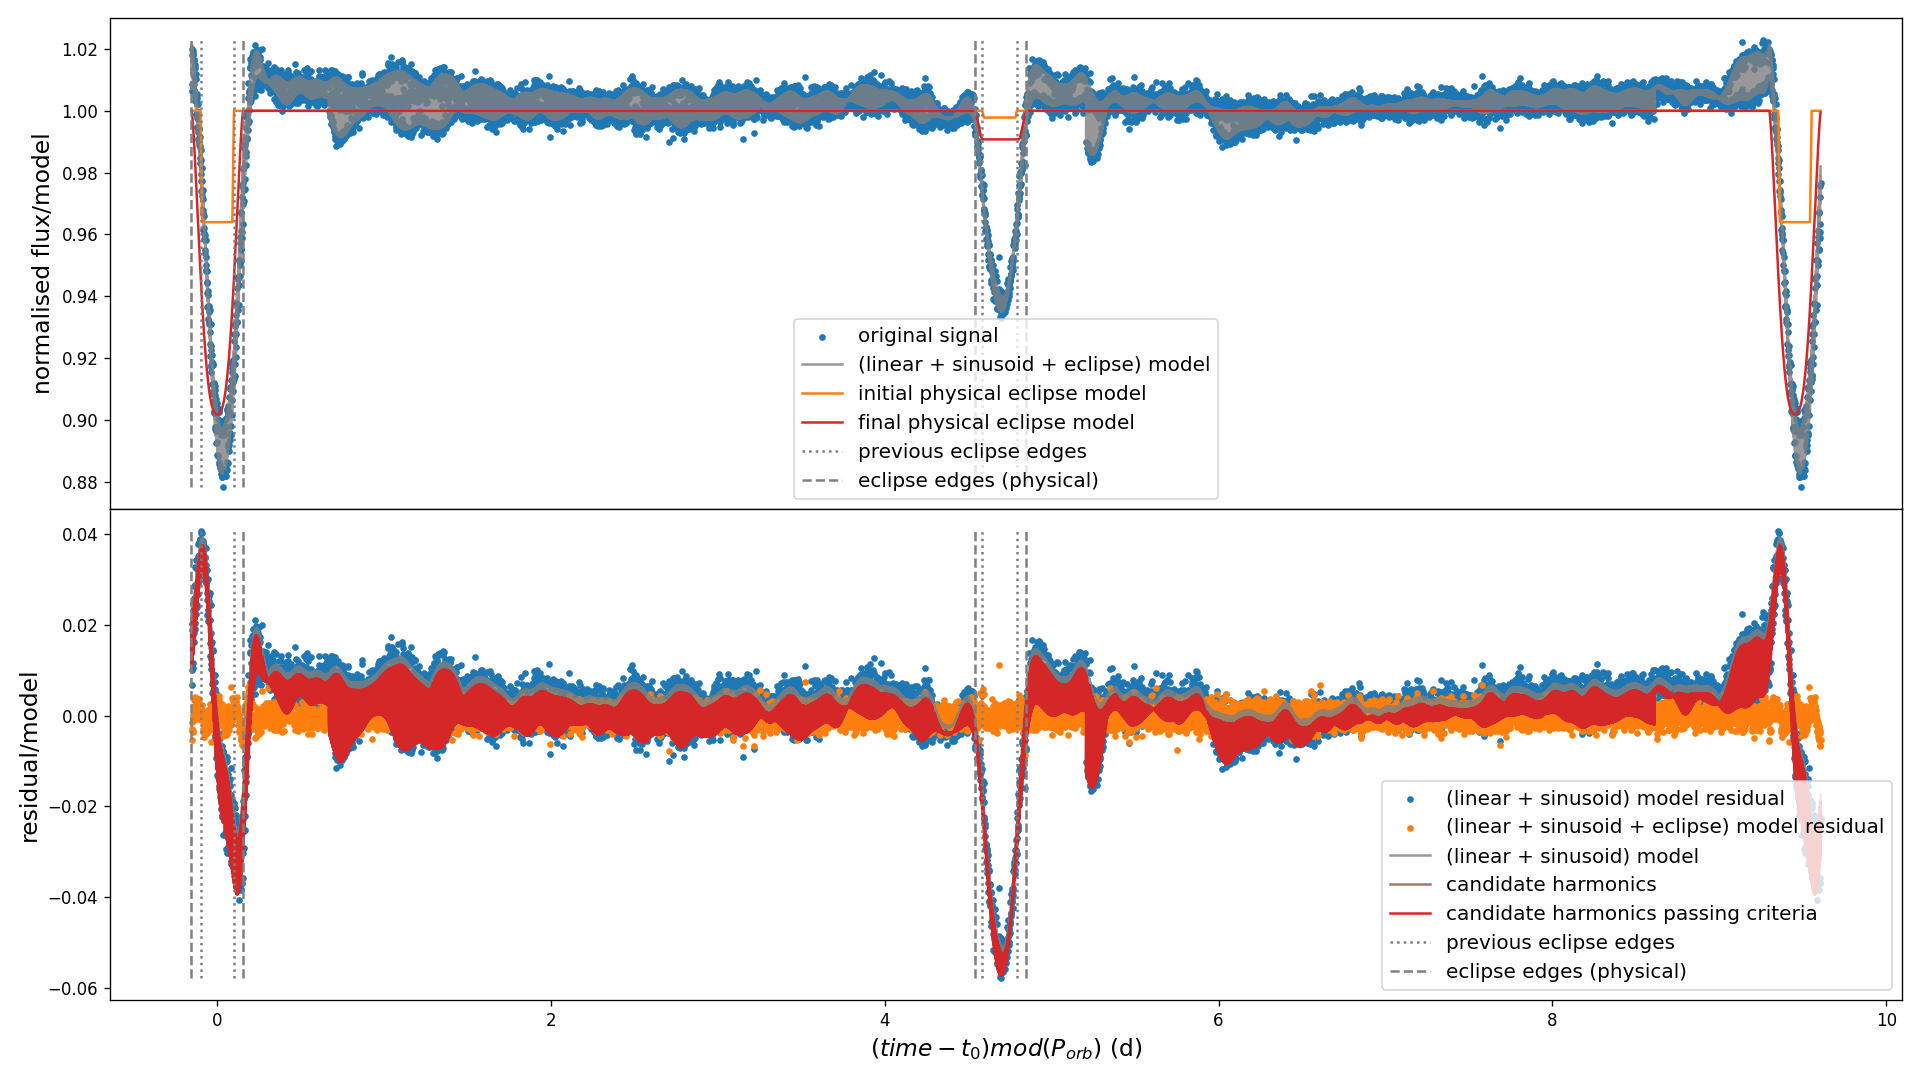 1.02
1.00
0.98
0.96
0.94
0.92
0.90
0.88
normalised flux/model
original signal
(linear + sinusoid + eclipse) model
initial physical eclipse model
final physical eclipse model
previous eclipse edges
eclipse edges (physical)
0.04
0.02
0.00
−0.02
−0.04
−0.06
residual/model
(linear + sinusoid) model residual
(linear + sinusoid + eclipse) model residual
(linear + sinusoid) model
candidate harmonics
candidate harmonics passing criteria
previous eclipse edges
eclipse edges (physical)
0 2 4 6 8 10
(time − t₀)mod(Pₒᵣb) (d)